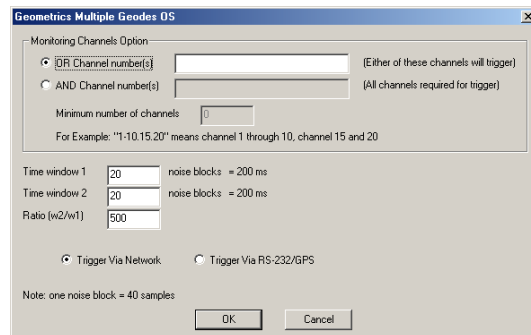 Geometrics Multiple Geodes OS
Monitoring Channels Option
OR Channel number(s) (Either of these channels will trigger)
AND Channel number(s) (All channels required for trigger)
Minimum number of channels 0
For Example: "1-10.15.20" means channel 1 through 10, channel 15 and 20
Time window 1 20 noise blocks = 200 ms
Time window 2 20 noise blocks = 200 ms
Ratio (w2/w1) 500
Trigger Via Network Trigger Via RS-232/GPS
Note: one noise block = 40 samples
OK Cancel